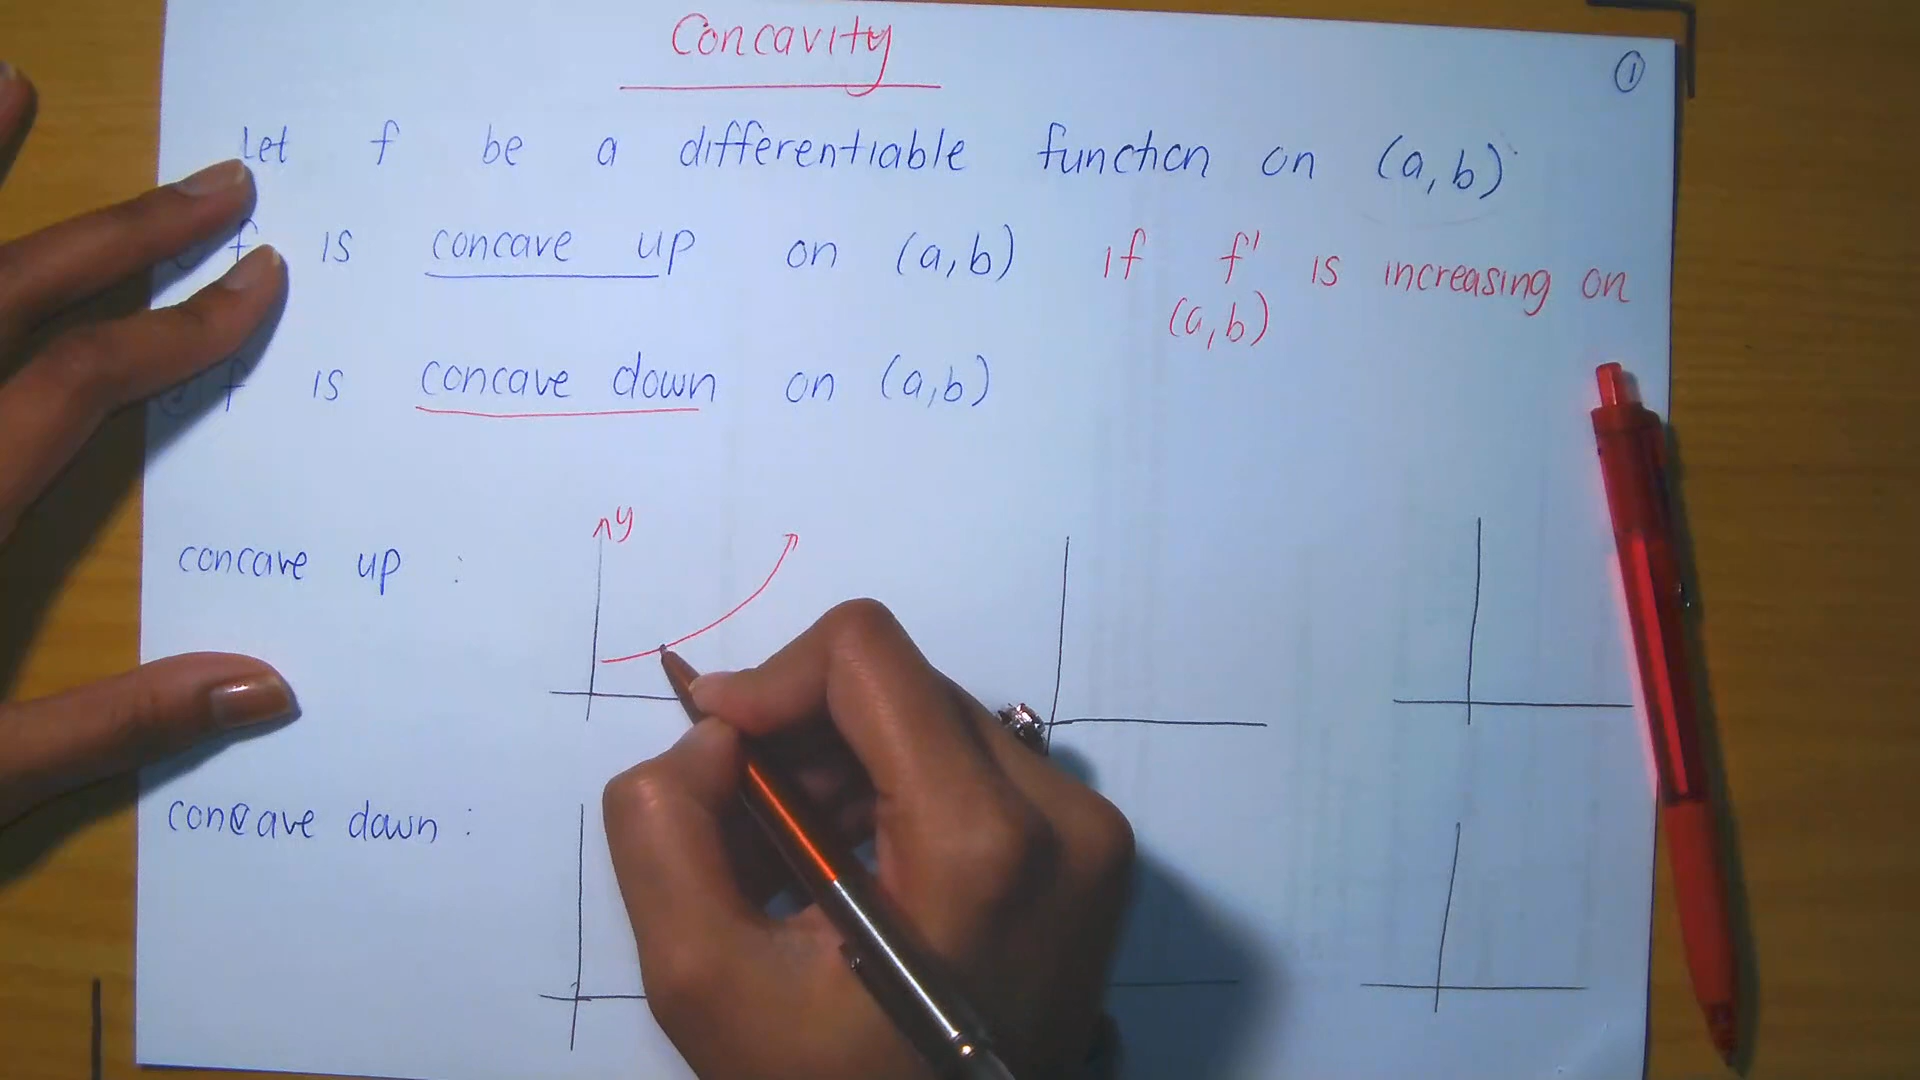 Concavity
①
Let f be a differentiable function on (a,b)
f is concave up on (a,b) if f' is increasing on
(a,b)
f is concave down on (a,b)
y
concave up :
concave down :